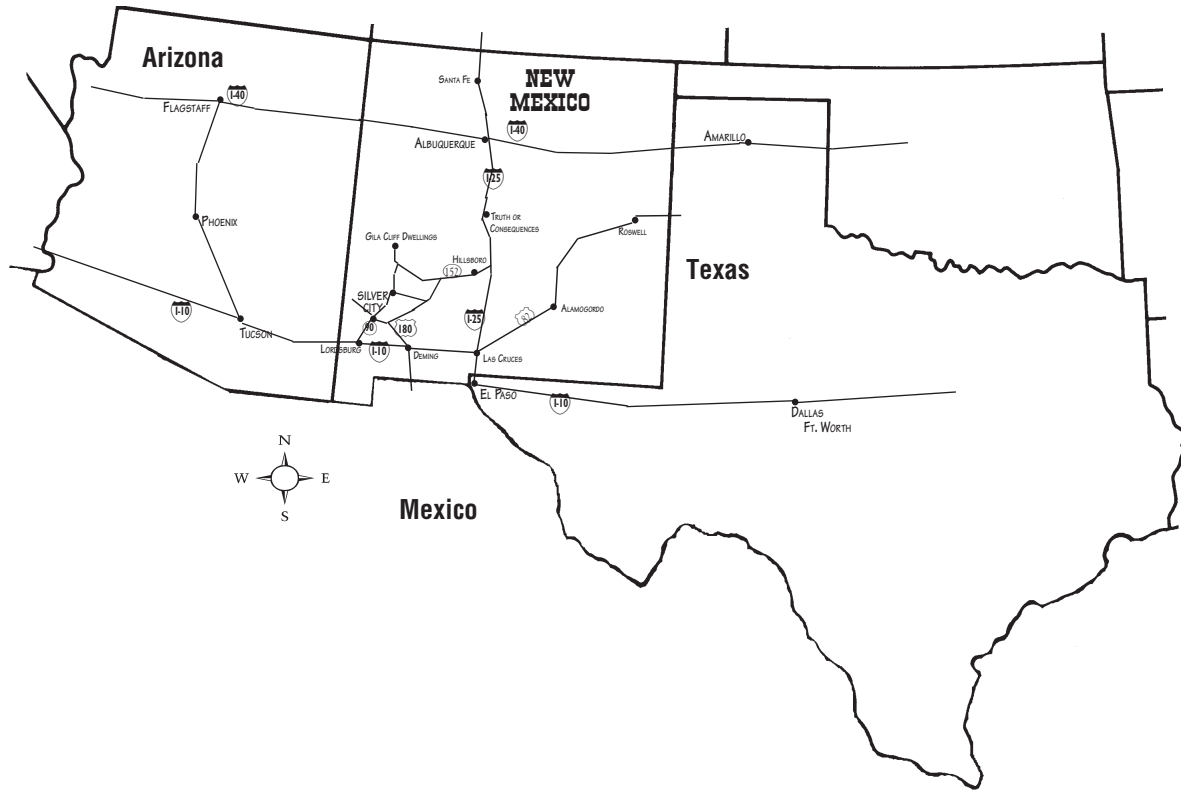 Arizona
I-40
FLAGSTAFF
PHOENIX
I-10
TUCSON
SANTA FE
NEW
MEXICO
I-40
ALBUQUERQUE
I-25
TRUTH OR
CONSEQUENCES
GILA CLIFF DWELLINGS
HILLSBORO
152
SILVER
CITY
90
180
I-25
LORDSBURG
I-10
DEMING
LAS CRUCES
82
ALAMOGORDO
ROSWELL
AMARILLO
Texas
EL PASO
I-10
DALLAS
FT. WORTH
N
W
E
S
Mexico